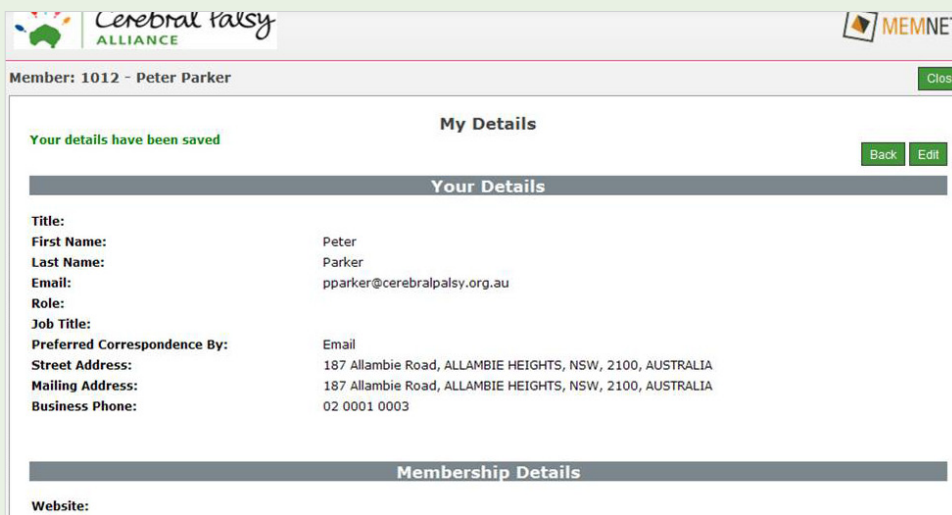 Cerebral Palsy
ALLIANCE
MEMNET
Member: 1012 - Peter Parker
Clos
My Details
Your details have been saved
Back Edit
Your Details
Title:
First Name: Peter
Last Name: Parker
Email: pparker@cerebralpalsy.org.au
Role:
Job Title:
Preferred Correspondence By: Email
Street Address: 187 Allambie Road, ALLAMBIE HEIGHTS, NSW, 2100, AUSTRALIA
Mailing Address: 187 Allambie Road, ALLAMBIE HEIGHTS, NSW, 2100, AUSTRALIA
Business Phone: 02 0001 0003
Membership Details
Website: